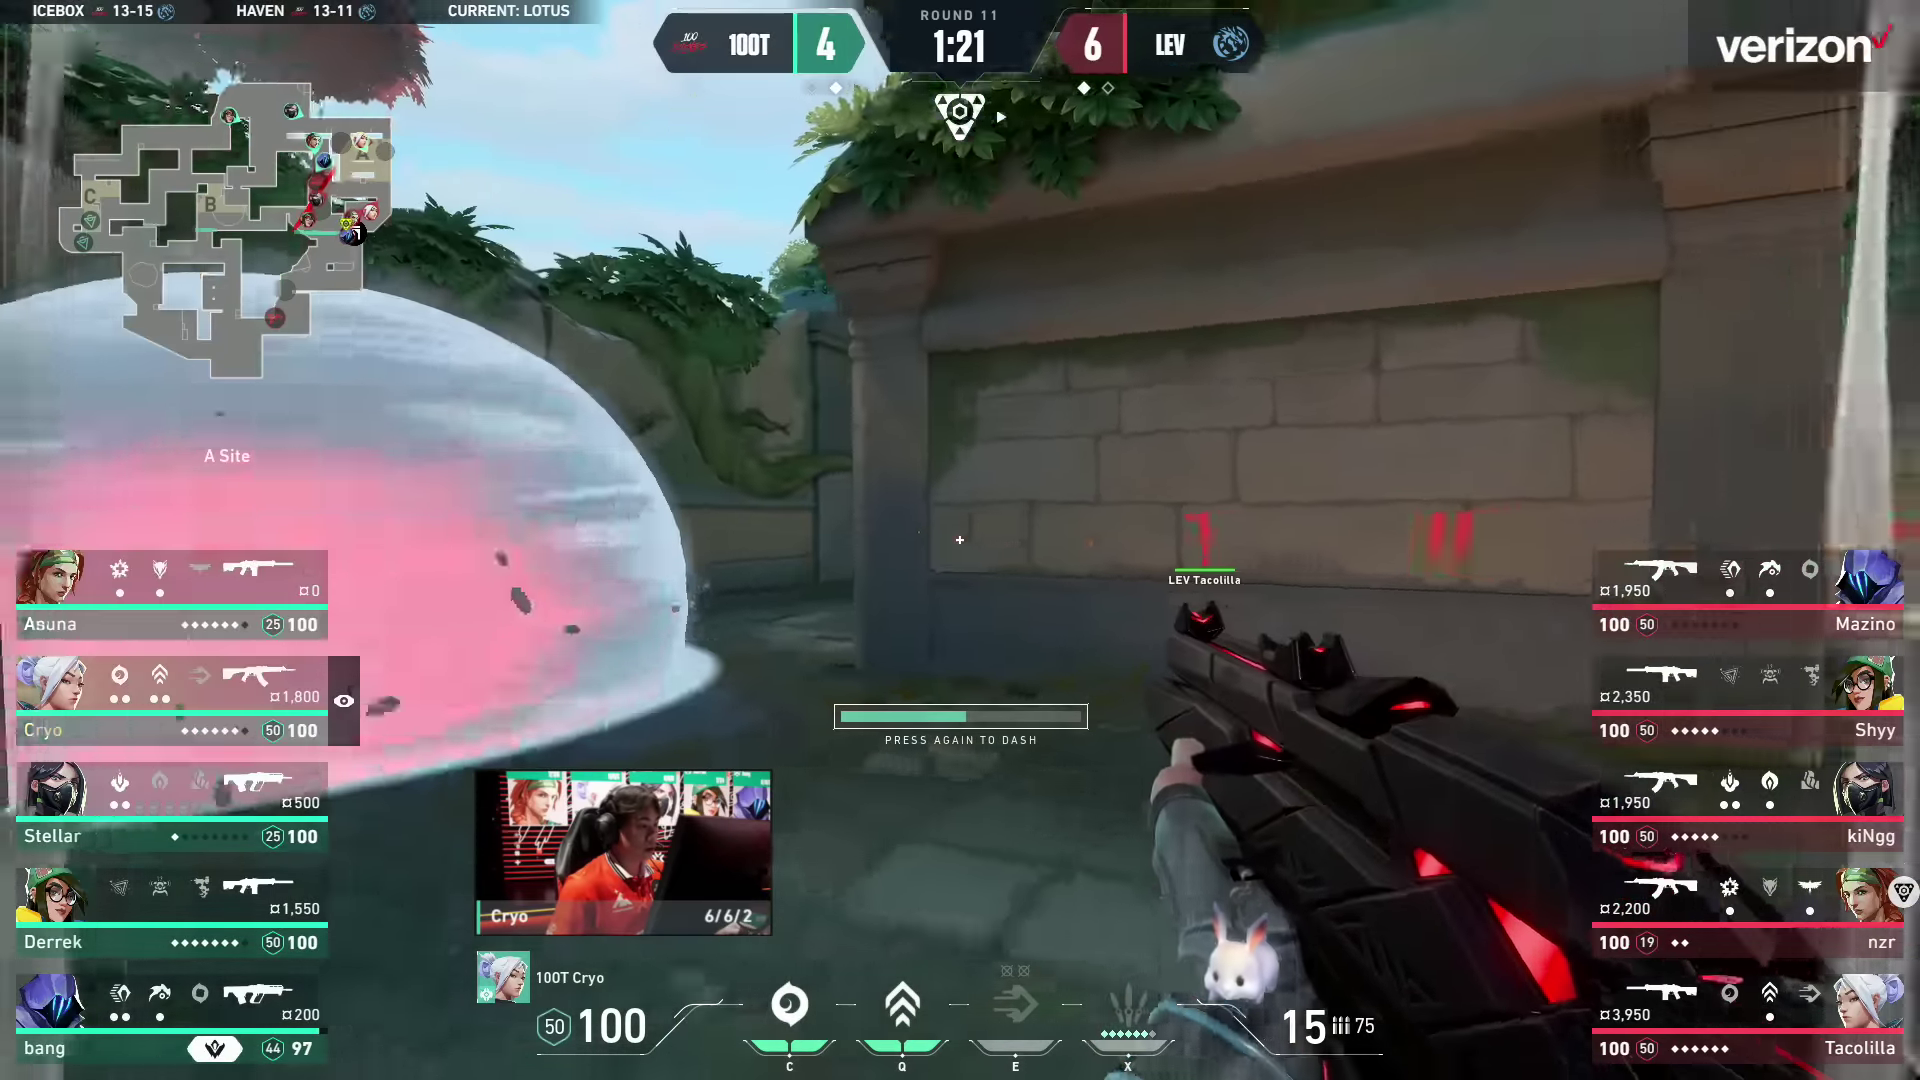 ICEBOX 13-15 HAVEN 13-11 CURRENT: LOTUS
100 100T 4 ROUND 11 1:21 6 LEV
verizon
A
C B
1
A Site
LEV Tacolilla
PRESS AGAIN TO DASH
¤0
Asuna 25 100
¤1,800
Cryo 50 100
¤500
Stellar 25 100
¤1,550
Derrek 50 100
¤200
bang 44 97
¤1,950
100 50 Mazino
¤2,350
100 50 Shyy
¤1,950
100 50 kiNgg
¤2,200
100 19 nzr
¤3,950
100 50 Tacolilla
Cryo 6/6/2
100T Cryo
50 100
C Q E X
15 75